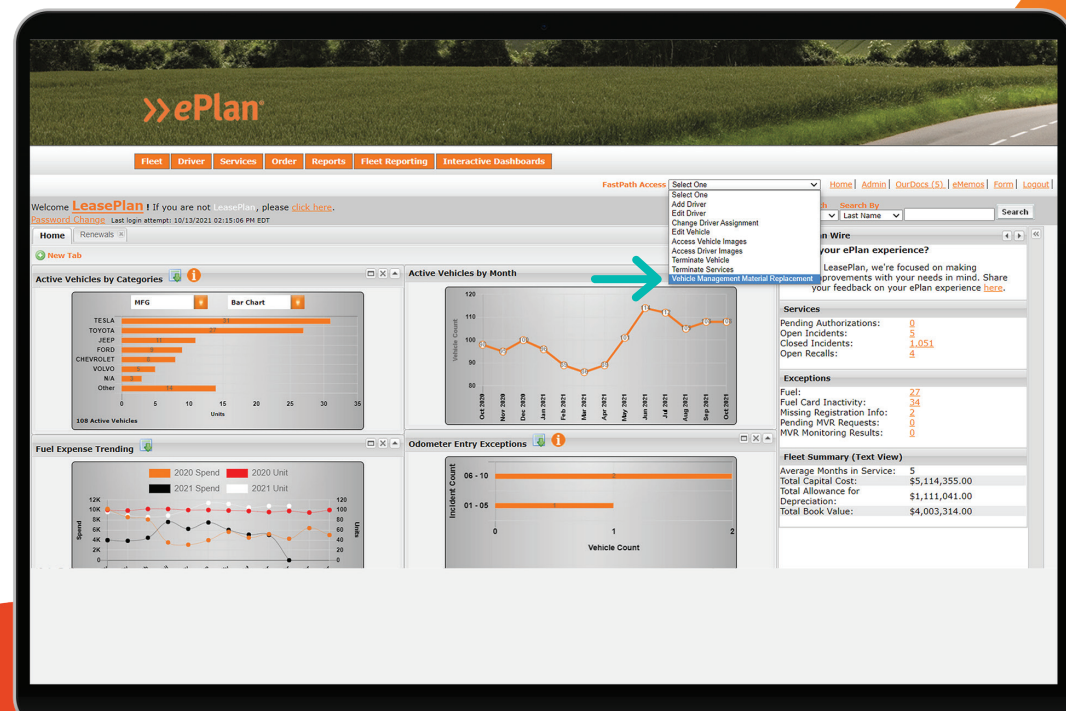 >> ePlan
Fleet Driver Services Order Reports Fleet Reporting Interactive Dashboards
FastPath Access Select One Home | Admin | OurDocs (5) | eMemos | Form | Logout |
Select One
Add Driver
Edit Driver
Change Driver Assignment
Edit Vehicle
Access Vehicle Images
Access Driver Images
Terminate Vehicle
Terminate Services
Vehicle Management Material Replacement
Welcome LeasePlan ! If you are not LeasePlan, please click here.
Password Change Last login attempt: 10/13/2021 02:15:06 PM EDT
Search By
Last Name Search
Home Renewals ×
New Tab
Active Vehicles by Categories
MFG Bar Chart
TESLA 31
TOYOTA 27
JEEP 11
FORD 9
CHEVROLET 8
VOLVO 5
N/A 3
Other 14
0 5 10 15 20 25 30 35
Units
108 Active Vehicles
Active Vehicles by Month
Vehicle Count
120
110
100
90
80
Oct 2020 Nov 2020 Dec 2020 Jan 2021 Feb 2021 Mar 2021 Apr 2021 May 2021 Jun 2021 Jul 2021 Aug 2021 Sep 2021 Oct 2021
Fuel Expense Trending
2020 Spend 2020 Unit
2021 Spend 2021 Unit
Spend
12K
10K
8K
6K
4K
2K
0
120
100
80
60
40
20
0
Units
Odometer Entry Exceptions
Incident Count
06 - 10 2
01 - 05 1
0 1 2
Vehicle Count
Wire
your ePlan experience?
LeasePlan, we're focused on making
improvements with your needs in mind. Share
your feedback on your ePlan experience here.
Services
Pending Authorizations: 0
Open Incidents: 5
Closed Incidents: 1,051
Open Recalls: 4
Exceptions
Fuel: 27
Fuel Card Inactivity: 34
Missing Registration Info: 2
Pending MVR Requests: 0
MVR Monitoring Results: 0
Fleet Summary (Text View)
Average Months in Service: 5
Total Capital Cost: $5,114,355.00
Total Allowance for
Depreciation: $1,111,041.00
Total Book Value: $4,003,314.00